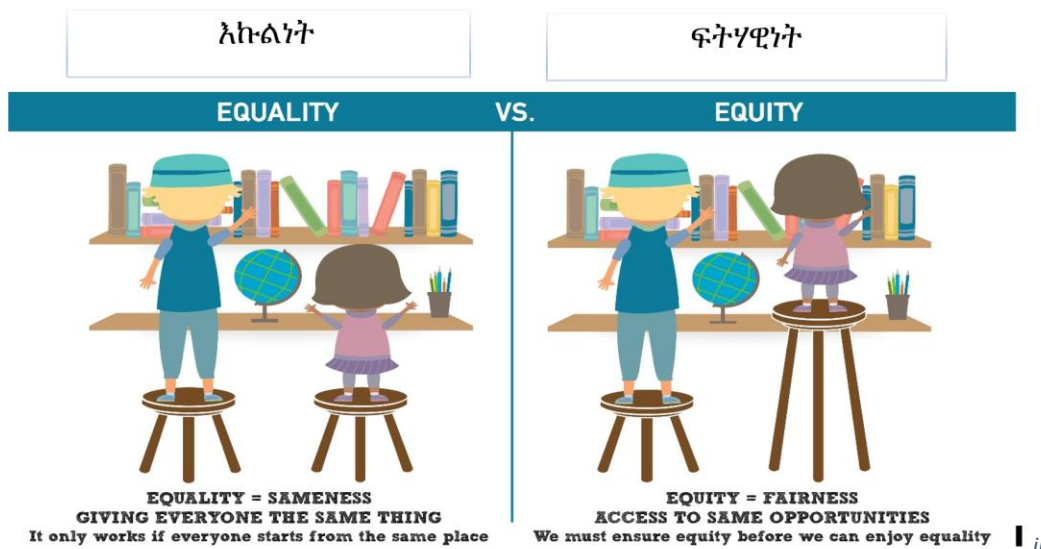 እኩልነት
ፍትሃዊነት
EQUALITY VS. EQUITY
EQUALITY = SAMENESS
GIVING EVERYONE THE SAME THING
It only works if everyone starts from the same place
EQUITY = FAIRNESS
ACCESS TO SAME OPPORTUNITIES
We must ensure equity before we can enjoy equality